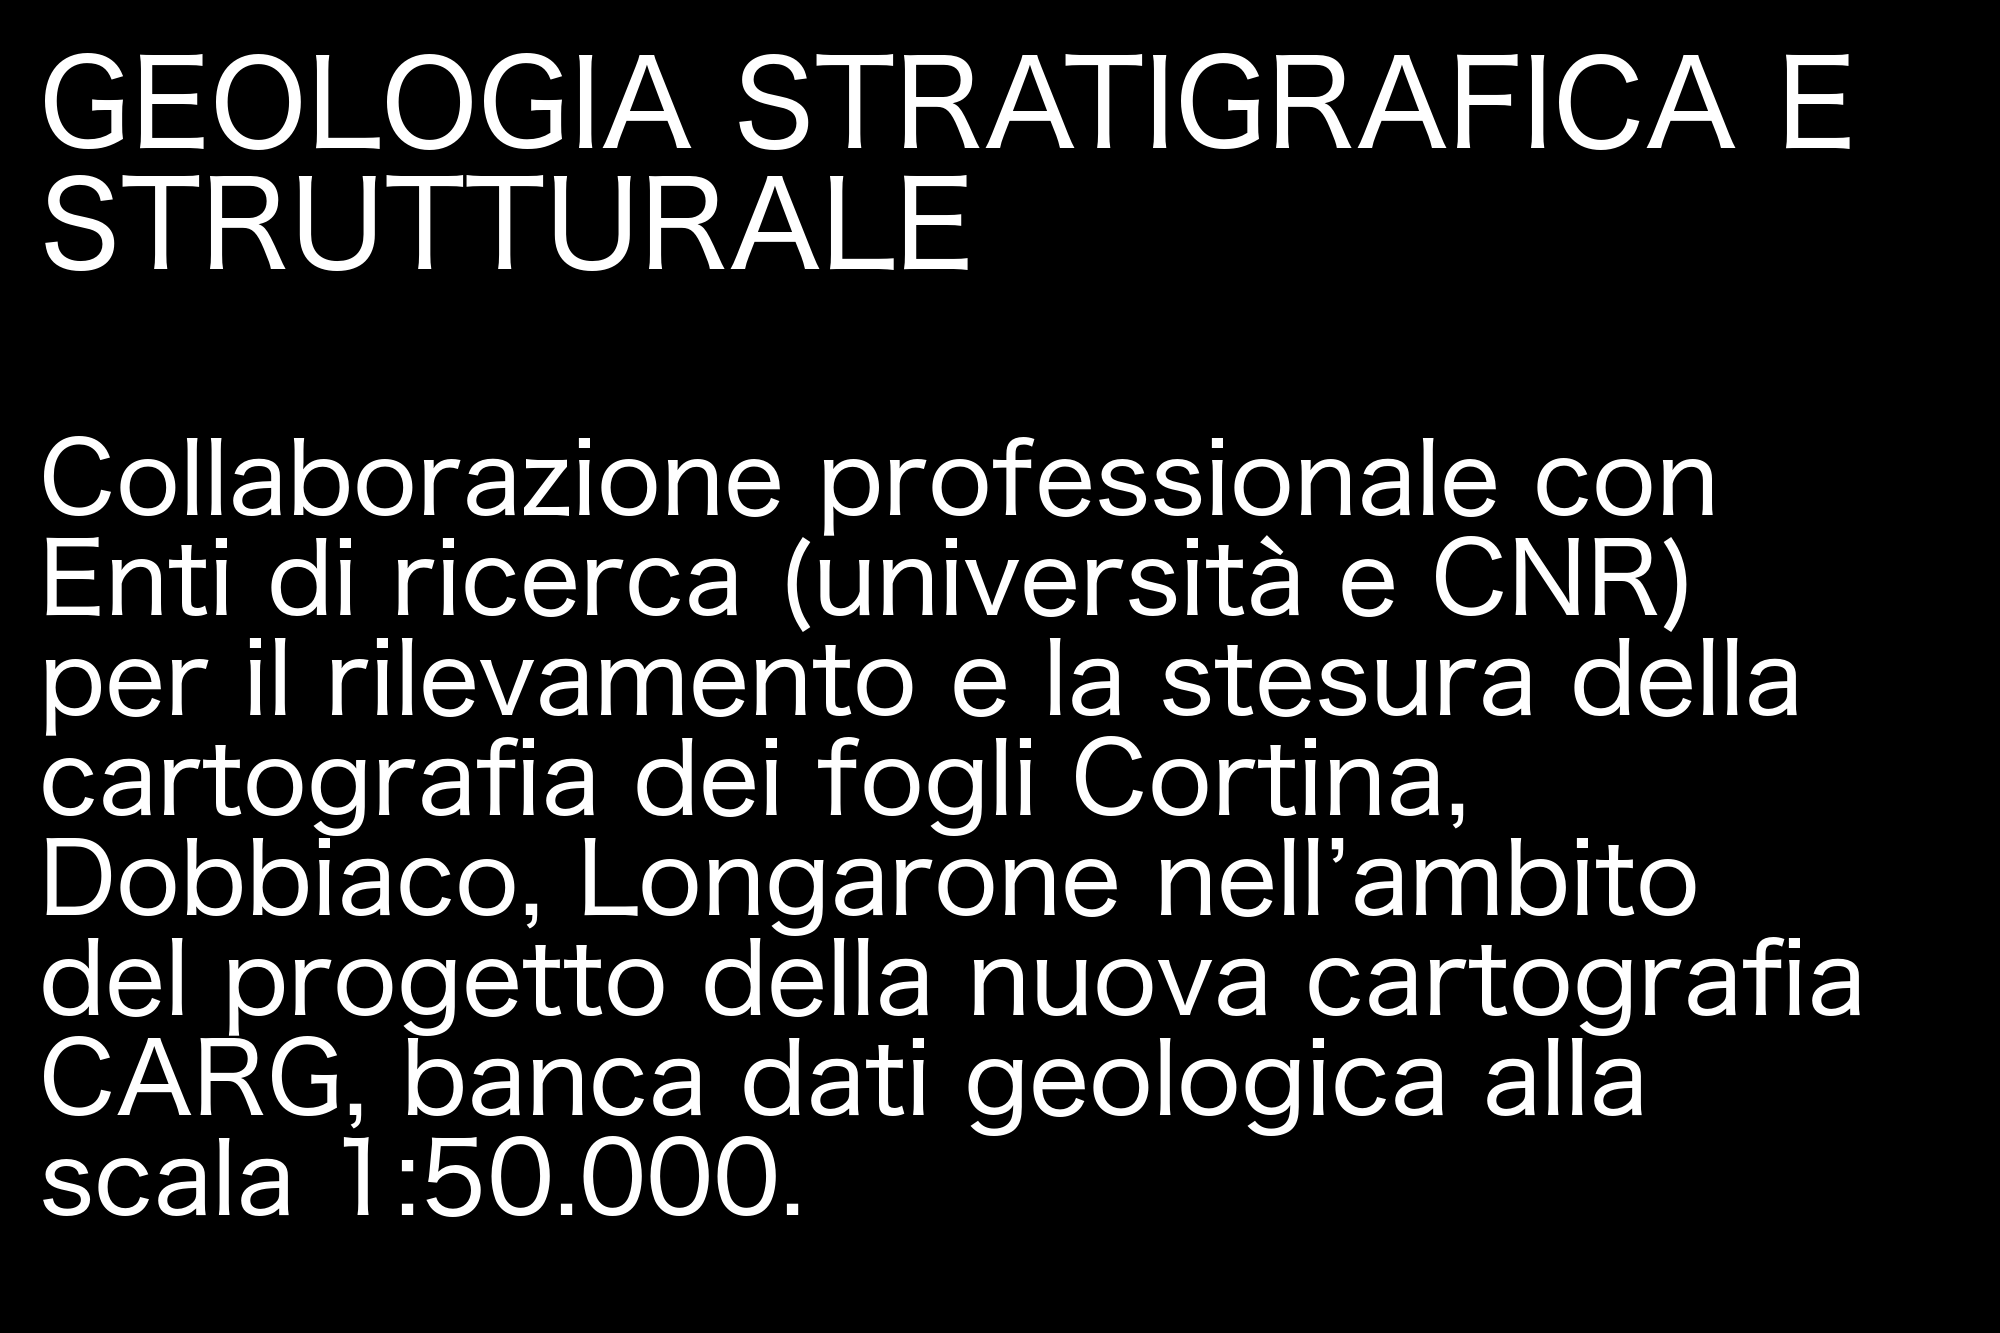 GEOLOGIA STRATIGRAFICA E
STRUTTURALE
Collaborazione professionale con
Enti di ricerca (università e CNR)
per il rilevamento e la stesura della
cartografia dei fogli Cortina,
Dobbiaco, Longarone nell’ambito
del progetto della nuova cartografia
CARG, banca dati geologica alla
scala 1:50.000.